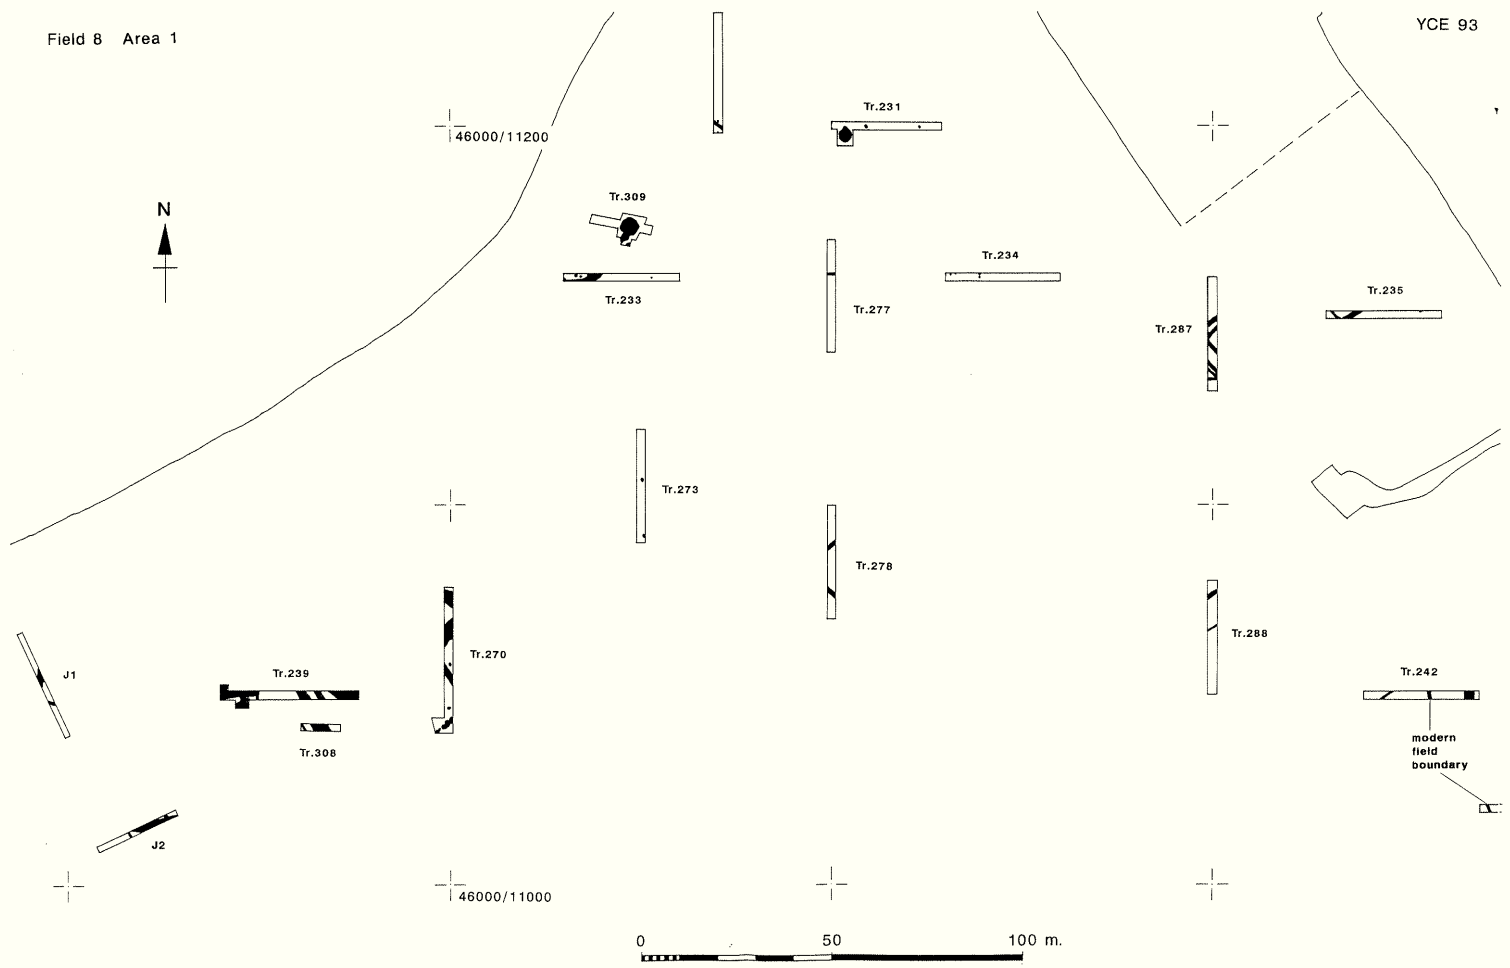 Field 8 Area 1
YCE 93
Tr.231
46000/11200
Tr.309
N
Tr.234
Tr.233
Tr.277
Tr.235
Tr.287
Tr.273
Tr.278
Tr.288
Tr.270
J1
Tr.239
Tr.242
Tr.308
modern
field
boundary
J2
46000/11000
0 50 100 m.